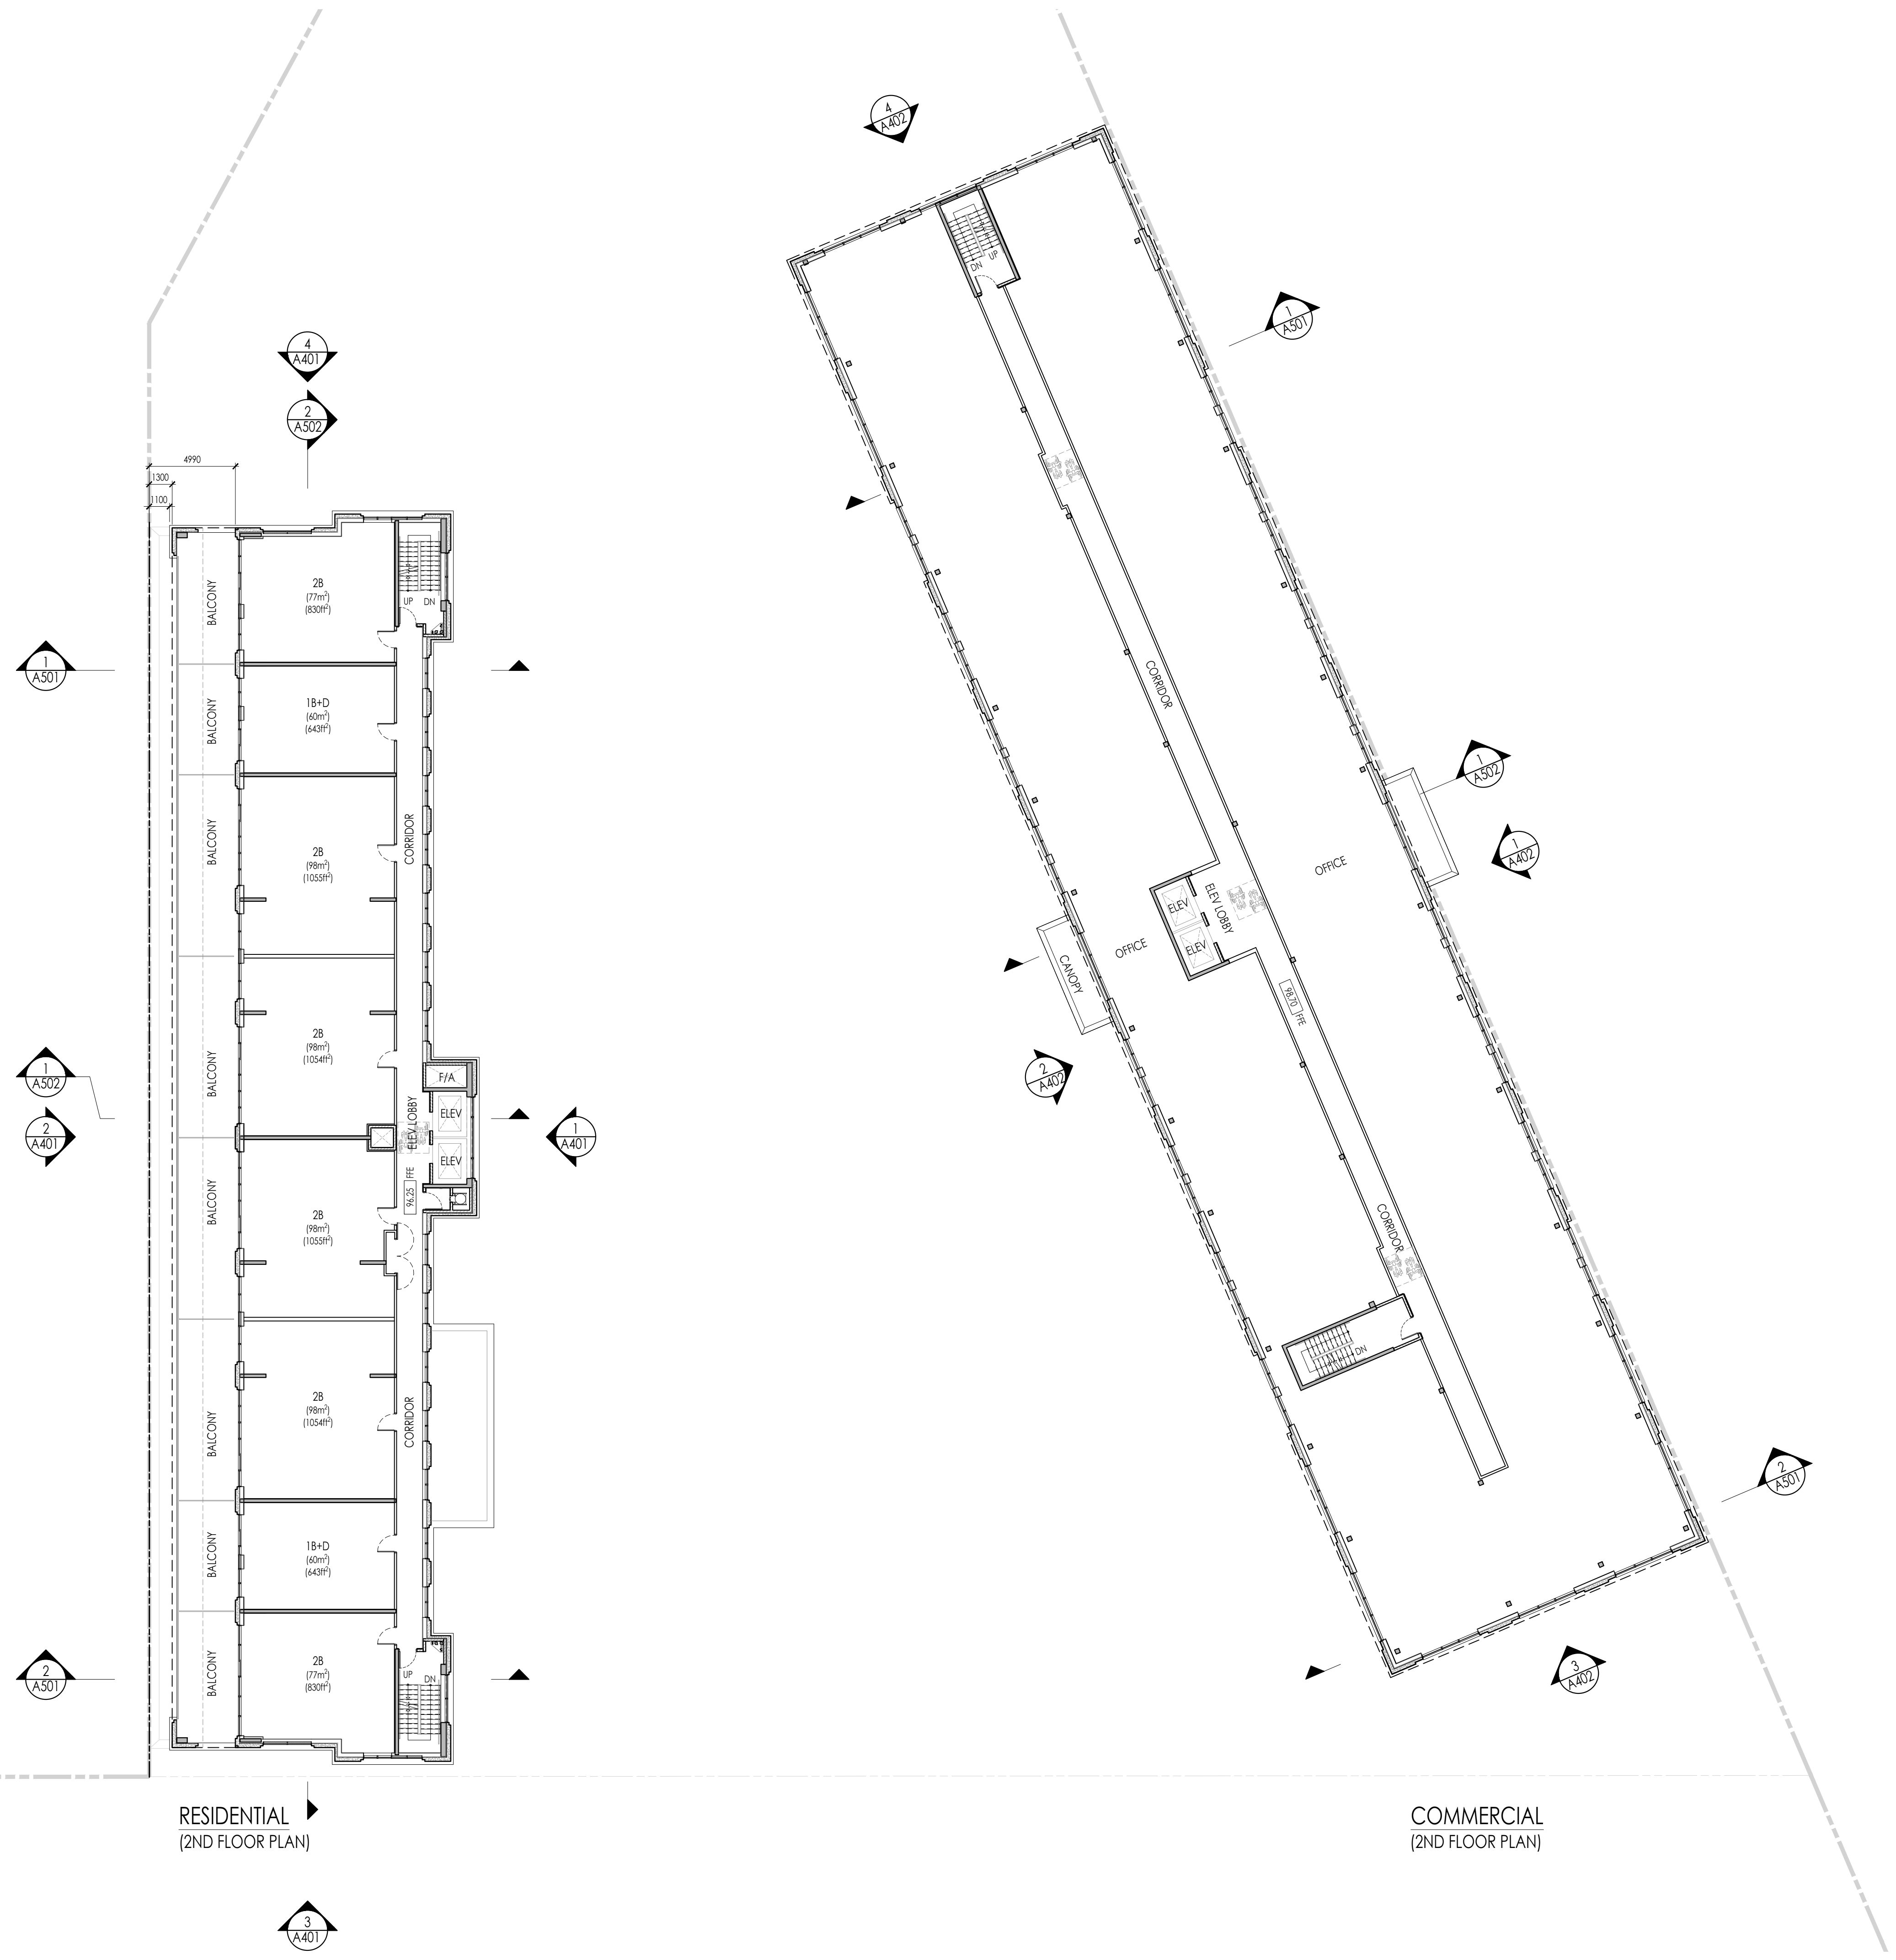 4
A401
2
A502
4990
1300
1100
BALCONY
2B
(77m²)
(830ft²)
UP
DN
1
A501
BALCONY
1B+D
(60m²)
(643ft²)
BALCONY
2B
(98m²)
(1055ft²)
CORRIDOR
BALCONY
2B
(98m²)
(1054ft²)
1
A502
F/A
ELEV
ELEV LOBBY
2
A401
1
A401
ELEV
BALCONY
2B
(98m²)
(1055ft²)
96.25
FFE
BALCONY
2B
(98m²)
(1054ft²)
CORRIDOR
BALCONY
1B+D
(60m²)
(643ft²)
BALCONY
2B
(77m²)
(830ft²)
UP
DN
2
A501
RESIDENTIAL
(2ND FLOOR PLAN)
3
A401
4
A402
DN
UP
1
A501
CORRIDOR
1
A502
1
A402
OFFICE
ELEV
ELEV LOBBY
ELEV
OFFICE
CANOPY
98.70
FFE
2
A402
CORRIDOR
DN
2
A501
3
A402
COMMERCIAL
(2ND FLOOR PLAN)